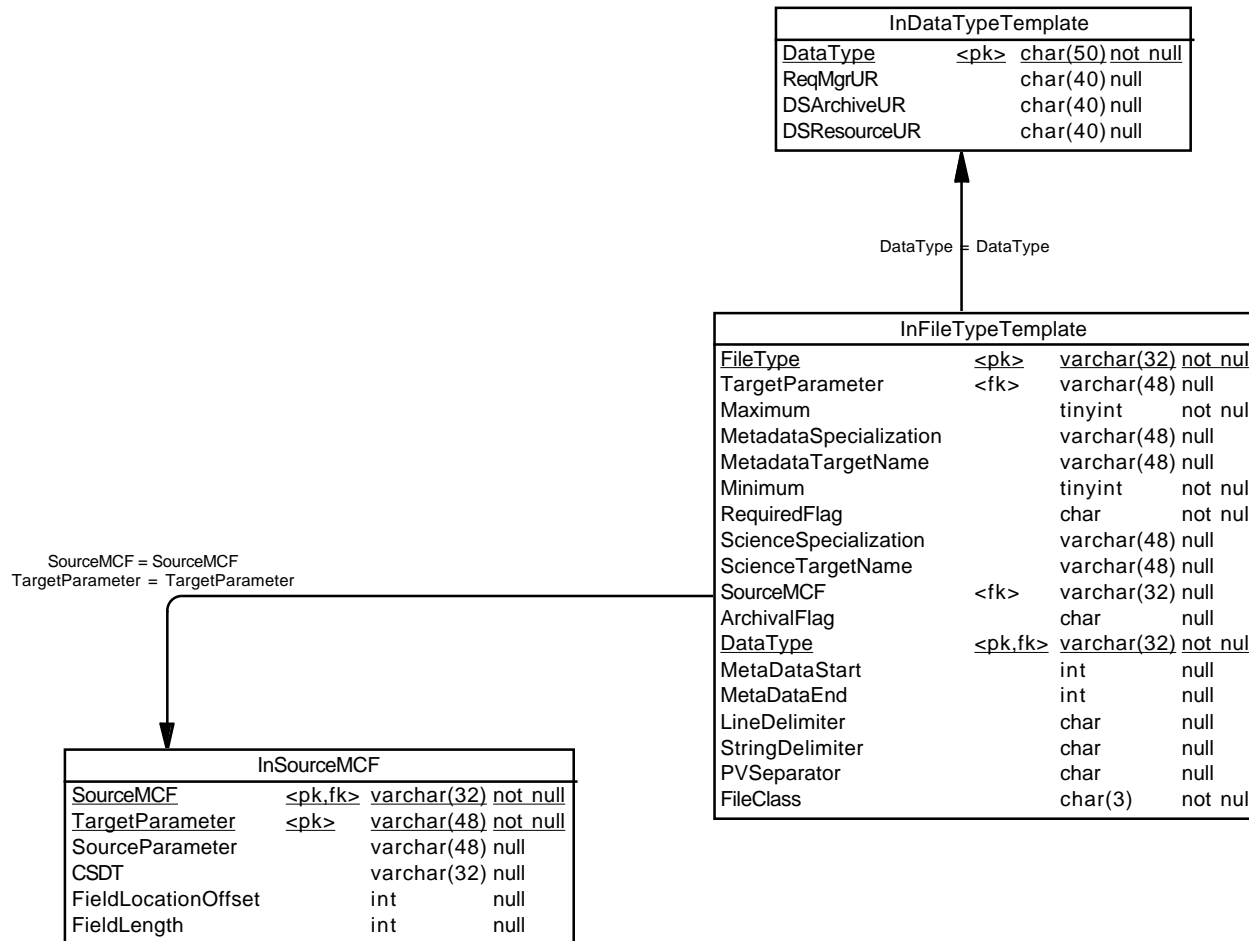 InDataTypeTemplate
DataType <pk> char(50) not null
ReqMgrUR char(40) null
DSArchiveUR char(40) null
DSResourceUR char(40) null
DataType = DataType
InFileTypeTemplate
FileType <pk> varchar(32) not nul
TargetParameter <fk> varchar(48) null
Maximum tinyint not nul
MetadataSpecialization varchar(48) null
MetadataTargetName varchar(48) null
Minimum tinyint not nul
RequiredFlag char not nul
ScienceSpecialization varchar(48) null
ScienceTargetName varchar(48) null
SourceMCF <fk> varchar(32) null
ArchivalFlag char null
DataType <pk,fk> varchar(32) not nul
MetaDataStart int null
MetaDataEnd int null
LineDelimiter char null
StringDelimiter char null
PVSeparator char null
FileClass char(3) not nul
SourceMCF = SourceMCF
TargetParameter = TargetParameter
InSourceMCF
SourceMCF <pk,fk> varchar(32) not null
TargetParameter <pk> varchar(48) not null
SourceParameter varchar(48) null
CSDT varchar(32) null
FieldLocationOffset int null
FieldLength int null